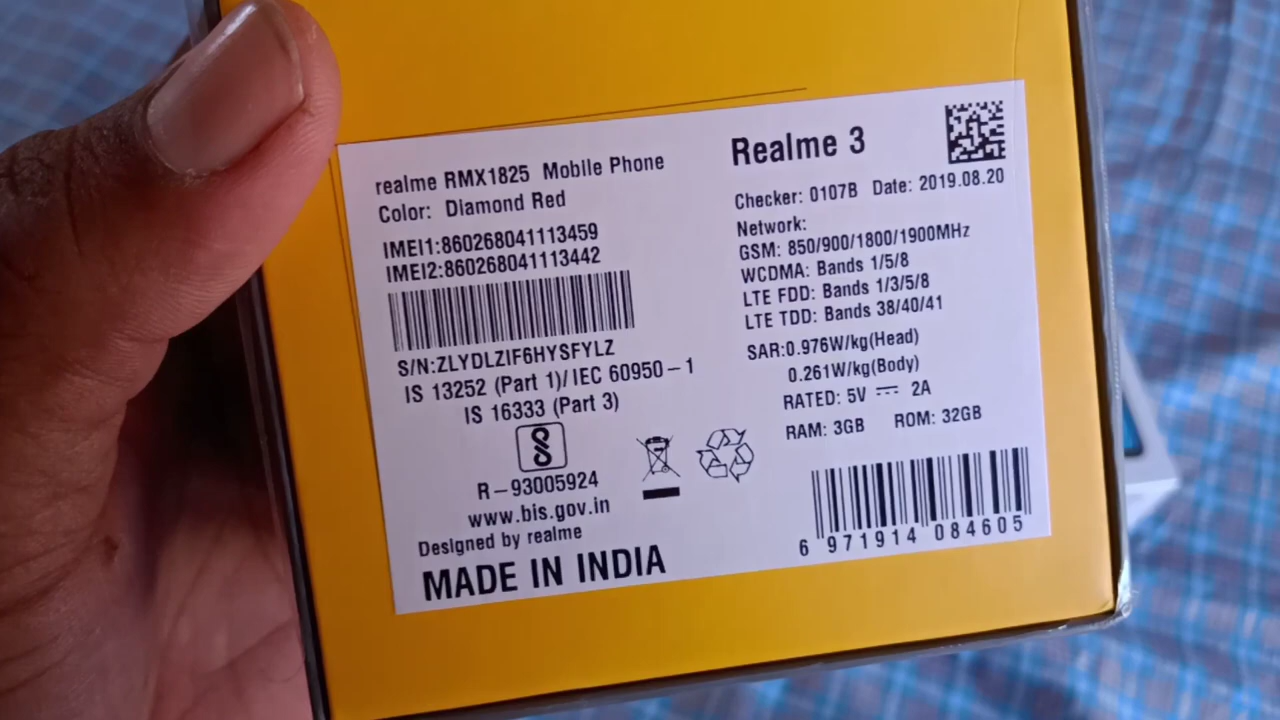 realme RMX1825 Mobile Phone
Color: Diamond Red
IMEI1:860268041113459
IMEI2:860268041113442
S/N:ZLYDLZIF6HYSFYLZ
IS 13252 (Part 1)/IEC 60950-1
IS 16333 (Part 3)
R-93005924
www.bis.gov.in
Designed by realme
MADE IN INDIA
Realme 3
Checker: 0107B Date: 2019.08.20
Network:
GSM: 850/900/1800/1900MHz
WCDMA: Bands 1/5/8
LTE FDD: Bands 1/3/5/8
LTE TDD: Bands 38/40/41
SAR:0.976W/kg(Head)
0.261W/kg(Body)
RATED: 5V ⎓ 2A
RAM: 3GB ROM: 32GB
6 971914 084605